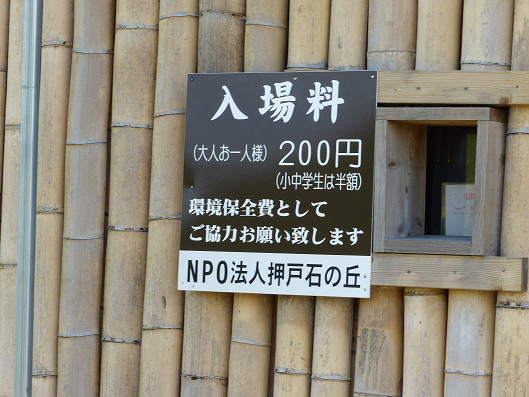 入場料
(大人お一人様) 200円
(小中学生は半額)
環境保全費として
ご協力お願い致します
NPO法人押戸石の丘